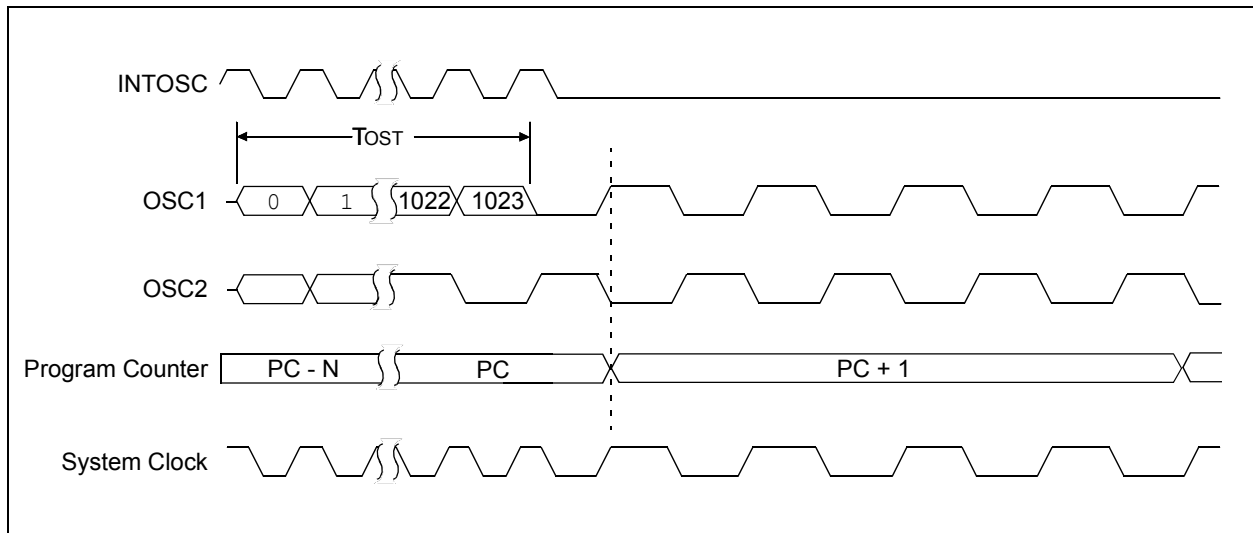 INTOSC
TOST
OSC1
0 1 1022 1023
OSC2
Program Counter
PC - N PC PC + 1
System Clock